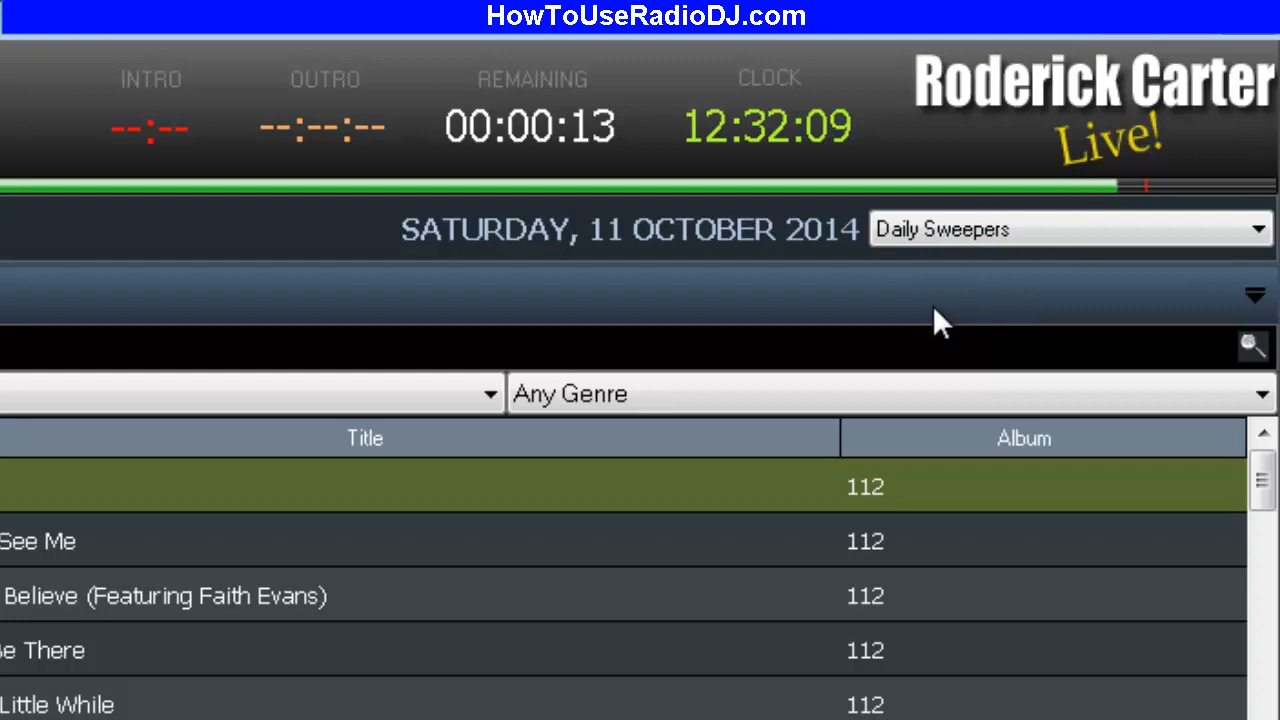 HowToUseRadioDJ.com
INTRO OUTRO REMAINING CLOCK
--:-- --:--:-- 00:00:13 12:32:09
Roderick Carter
Live!
SATURDAY, 11 OCTOBER 2014 Daily Sweepers
Any Genre
Title Album
112
See Me 112
Believe (Featuring Faith Evans) 112
e There 112
Little While 112